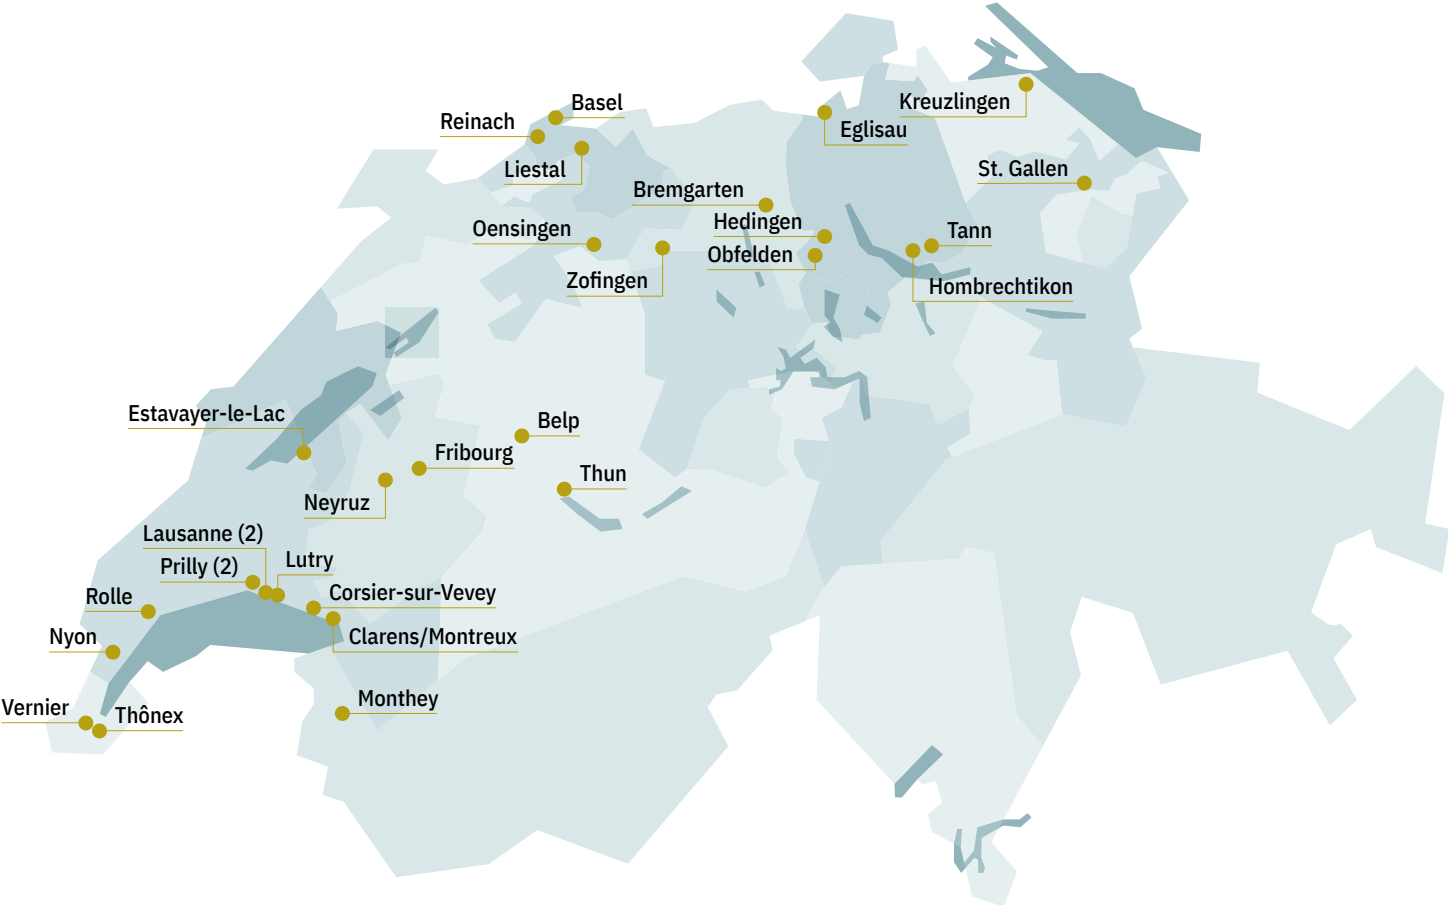 Kreuzlingen
Basel
Reinach
Eglisau
Liestal
St. Gallen
Bremgarten
Hedingen
Oensingen
Tann
Obfelden
Zofingen
Hombrechtikon
Estavayer-le-Lac
Belp
Fribourg
Thun
Neyruz
Lausanne (2)
Lutry
Prilly (2)
Corsier-sur-Vevey
Rolle
Nyon
Clarens/Montreux
Monthey
Vernier
Thônex